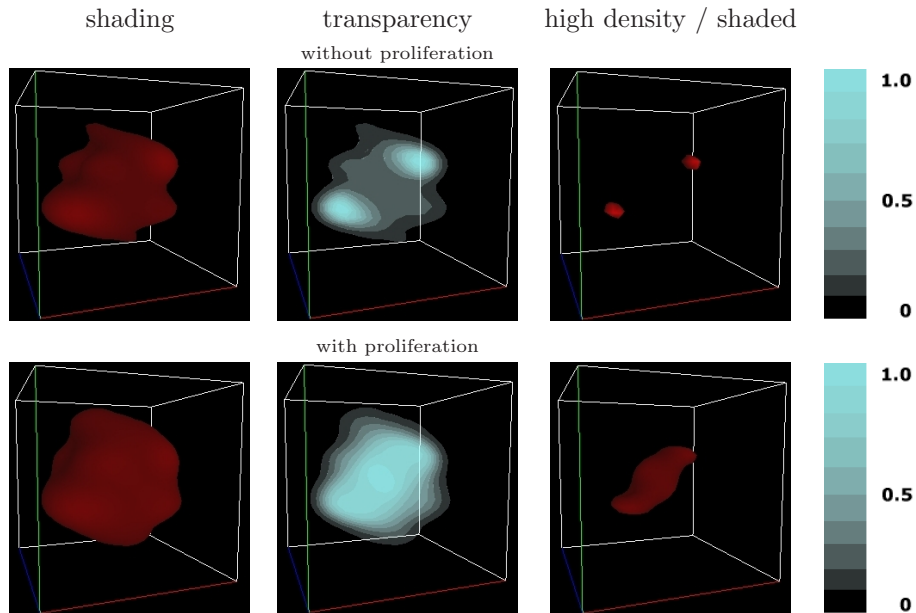 shading transparency high density / shaded
without proliferation
1.0
0.5
0
with proliferation
1.0
0.5
0